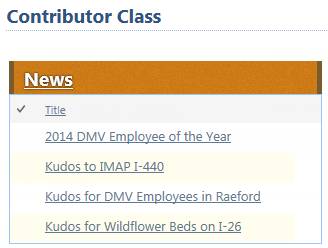 Contributor Class
News
Title
2014 DMV Employee of the Year
Kudos to IMAP I-440
Kudos for DMV Employees in Raeford
Kudos for Wildflower Beds on I-26